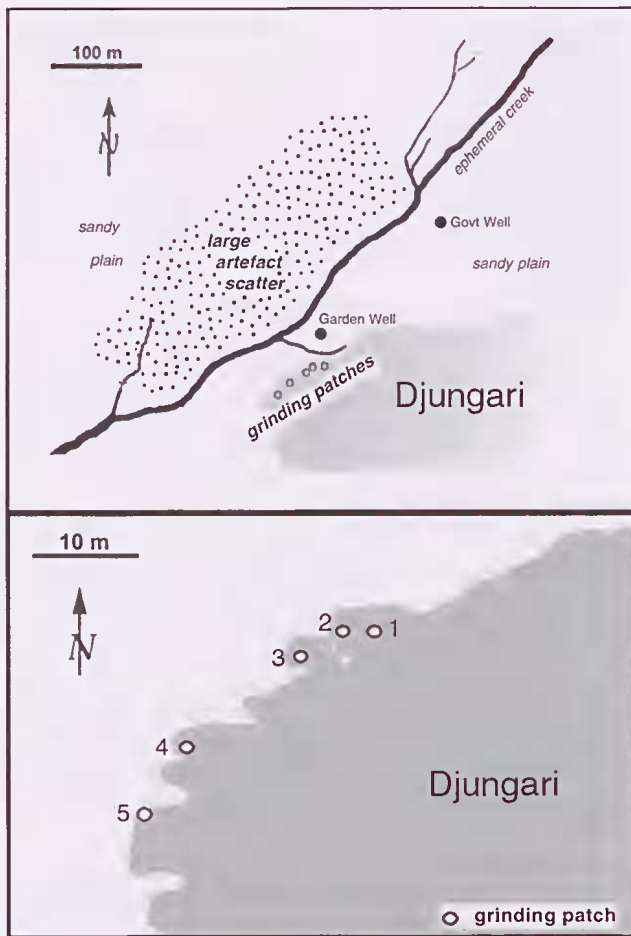 100 m
N
ephemeral creek
sandy
plain
large
artefact
scatter
Govt Well
sandy plain
Garden Well
grinding patches
Djungari
10 m
N
2
1
3
4
5
Djungari
grinding patch